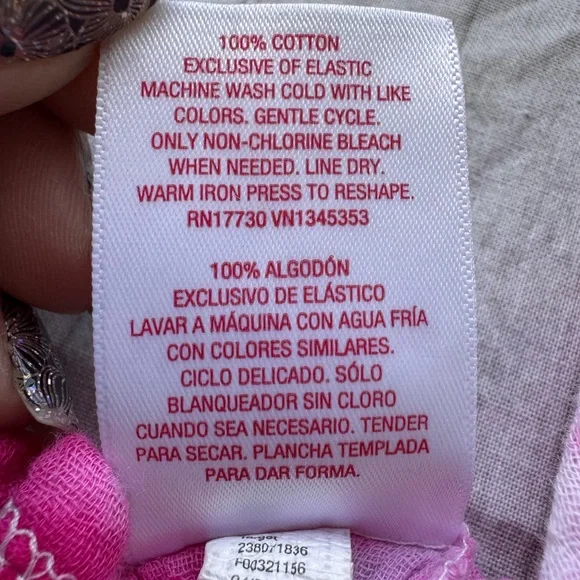 100% COTTON
EXCLUSIVE OF ELASTIC
MACHINE WASH COLD WITH LIKE
COLORS. GENTLE CYCLE.
ONLY NON-CHLORINE BLEACH
WHEN NEEDED. LINE DRY.
WARM IRON PRESS TO RESHAPE.
RN17730 VN1345353
100% ALGODÓN
EXCLUSIVO DE ELÁSTICO
LAVAR A MÁQUINA CON AGUA FRÍA
CON COLORES SIMILARES.
CICLO DELICADO. SÓLO
BLANQUEADOR SIN CLORO
CUANDO SEA NECESARIO. TENDER
PARA SECAR. PLANCHA TEMPLADA
PARA DAR FORMA.
Target
23807/1836
F00321156